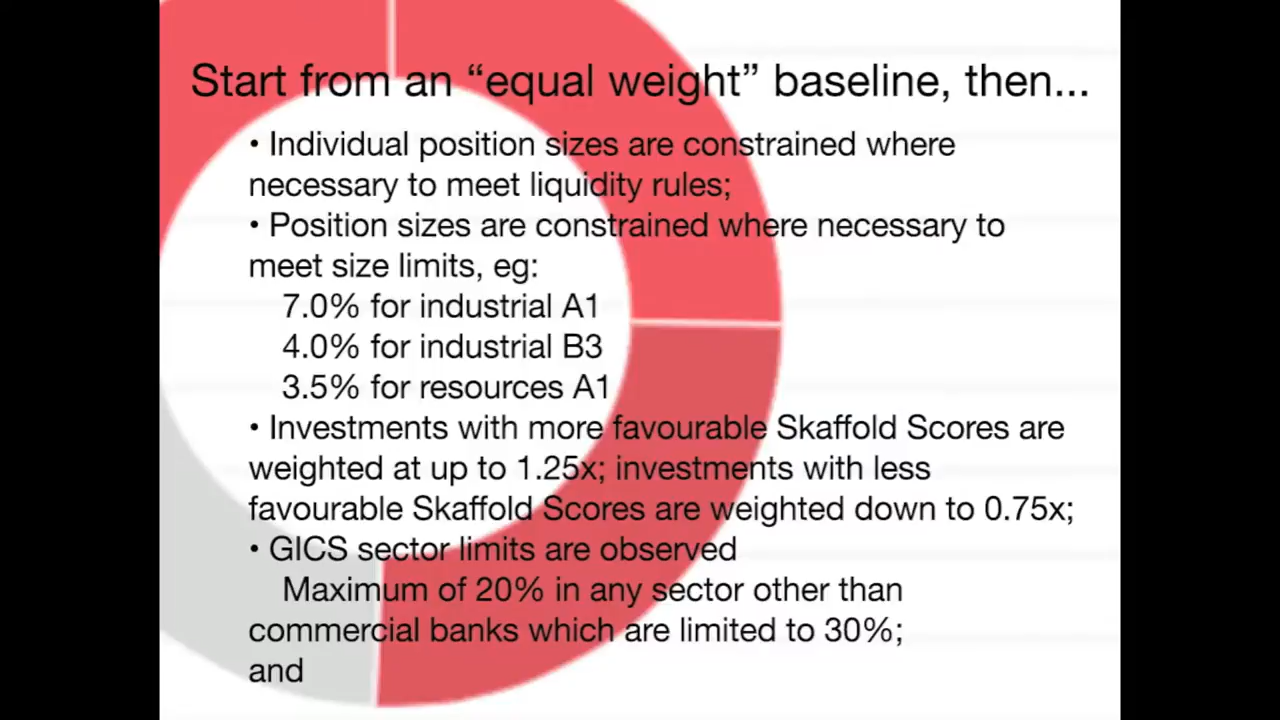 Start from an “equal weight” baseline, then...
• Individual position sizes are constrained where
necessary to meet liquidity rules;
• Position sizes are constrained where necessary to
meet size limits, eg:
7.0% for industrial A1
4.0% for industrial B3
3.5% for resources A1
• Investments with more favourable Skaffold Scores are
weighted at up to 1.25x; investments with less
favourable Skaffold Scores are weighted down to 0.75x;
• GICS sector limits are observed
Maximum of 20% in any sector other than
commercial banks which are limited to 30%;
and